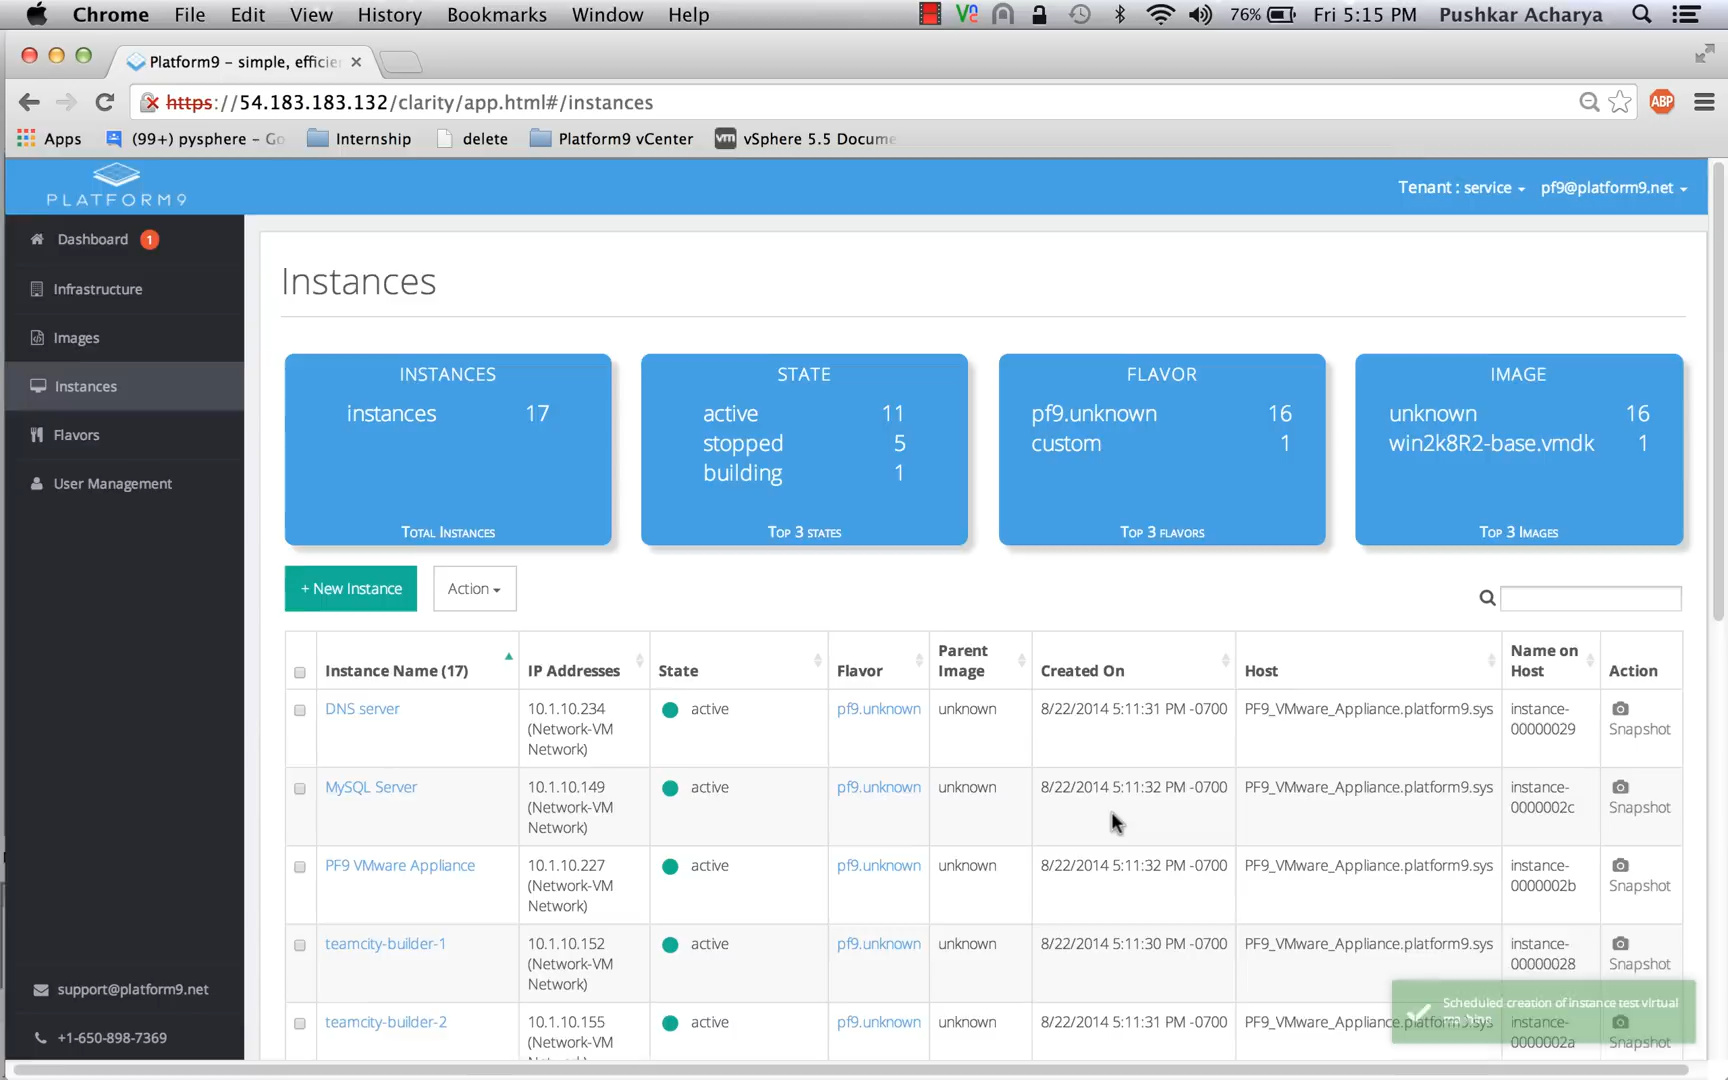 Chrome File Edit View History Bookmarks Window Help 76% Fri 5:15 PM Pushkar Acharya
Platform9 – simple, efficie
https://54.183.183.132/clarity/app.html#/instances
ABP
Apps (99+) pysphere - Go Internship delete Platform9 vCenter vm vSphere 5.5 Docume
PLATFORM9
Tenant : service pf9@platform9.net
Dashboard 1
Infrastructure
Images
Instances
Flavors
User Management
support@platform9.net
+1-650-898-7369
Instances
INSTANCES
instances 17
Total Instances
STATE
active 11
stopped 5
building 1
Top 3 states
FLAVOR
pf9.unknown 16
custom 1
Top 3 flavors
IMAGE
unknown 16
win2k8R2-base.vmdk 1
Top 3 Images
+ New Instance Action
Instance Name (17) IP Addresses State Flavor Parent Image Created On Host Name on Host Action
DNS server 10.1.10.234 active pf9.unknown unknown 8/22/2014 5:11:31 PM -0700 PF9_VMware_Appliance.platform9.sys instance-
(Network-VM 00000029 Snapshot
Network)
MySQL Server 10.1.10.149 active pf9.unknown unknown 8/22/2014 5:11:32 PM -0700 PF9_VMware_Appliance.platform9.sys instance-
(Network-VM 0000002c Snapshot
Network)
PF9 VMware Appliance 10.1.10.227 active pf9.unknown unknown 8/22/2014 5:11:32 PM -0700 PF9_VMware_Appliance.platform9.sys instance-
(Network-VM 0000002b Snapshot
Network)
teamcity-builder-1 10.1.10.152 active pf9.unknown unknown 8/22/2014 5:11:30 PM -0700 PF9_VMware_Appliance.platform9.sys instance-
(Network-VM 00000028 Snapshot
Network)
teamcity-builder-2 10.1.10.155 active pf9.unknown unknown 8/22/2014 5:11:31 PM -0700 PF9_VMware_Appliance.platform9.sys instance-
(Network-VM 0000002a Snapshot
Scheduled creation of instance test virtual
machine.